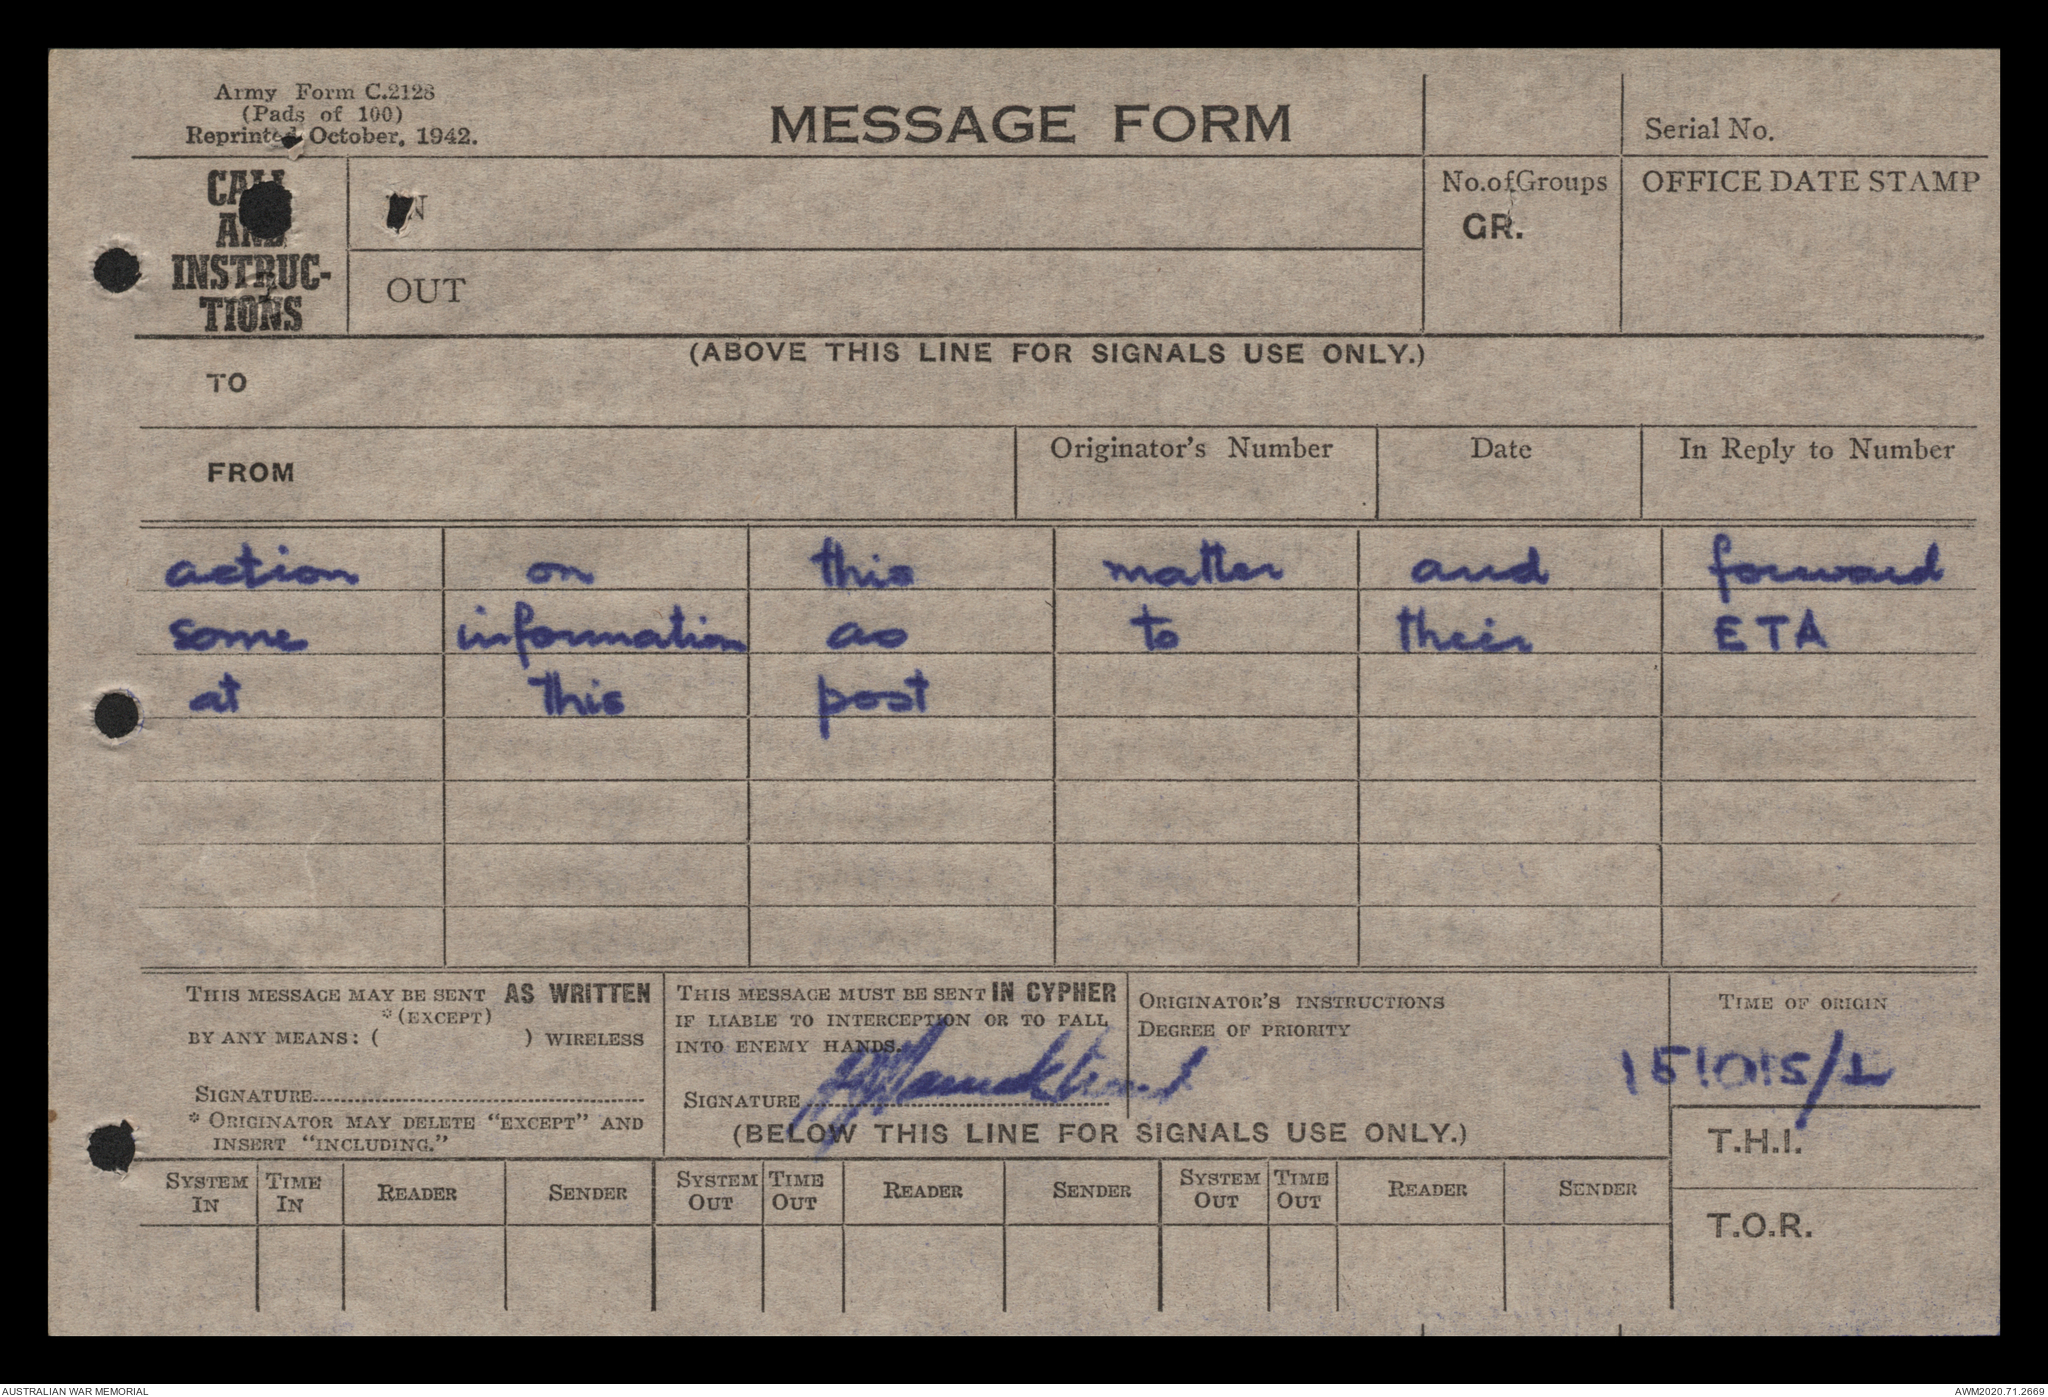 Army Form C.2128
(Pads of 100)
Reprinted October, 1942.
MESSAGE FORM
Serial No.
CALL
AND
INSTRUC-
TIONS
IN
OUT
No. of Groups
GR.
OFFICE DATE STAMP
(ABOVE THIS LINE FOR SIGNALS USE ONLY.)
TO
FROM
Originator's Number
Date
In Reply to Number
action on this matter and forward
some information as to their ETA
at this post
THIS MESSAGE MAY BE SENT AS WRITTEN
*(EXCEPT)
BY ANY MEANS: ( ) WIRELESS
SIGNATURE
* ORIGINATOR MAY DELETE "EXCEPT" AND
INSERT "INCLUDING."
THIS MESSAGE MUST BE SENT IN CYPHER
IF LIABLE TO INTERCEPTION OR TO FALL
INTO ENEMY HANDS.
SIGNATURE
ORIGINATOR'S INSTRUCTIONS
DEGREE OF PRIORITY
TIME OF ORIGIN
(BELOW THIS LINE FOR SIGNALS USE ONLY.)
T.H.I.
T.O.R.
SYSTEM IN TIME IN READER SENDER SYSTEM OUT TIME OUT READER SENDER SYSTEM OUT TIME OUT READER SENDER
AUSTRALIAN WAR MEMORIAL
AWM2020.71.2669